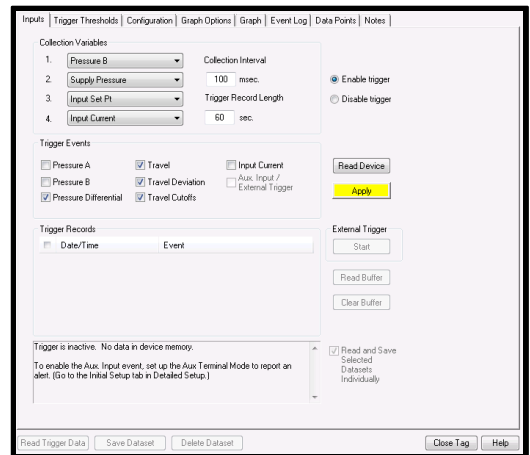 Inputs | Trigger Thresholds | Configuration | Graph Options | Graph | Event Log | Data Points | Notes
Collection Variables
1. Pressure B
2. Supply Pressure
3. Input Set Pt
4. Input Current
Collection Interval
100 msec.
Trigger Record Length
60 sec.
Enable trigger
Disable trigger
Trigger Events
Pressure A
Pressure B
Pressure Differential
Travel
Travel Deviation
Travel Cutoffs
Input Current
Aux. Input /
External Trigger
Read Device
Apply
Trigger Records
Date/Time Event
External Trigger
Start
Read Buffer
Clear Buffer
Trigger is inactive. No data in device memory.
To enable the Aux. Input event, set up the Aux Terminal Mode to report an
alert. (Go to the Initial Setup tab in Detailed Setup.)
Read and Save
Selected
Datasets
Individually
Read Trigger Data Save Dataset Delete Dataset Close Tag Help